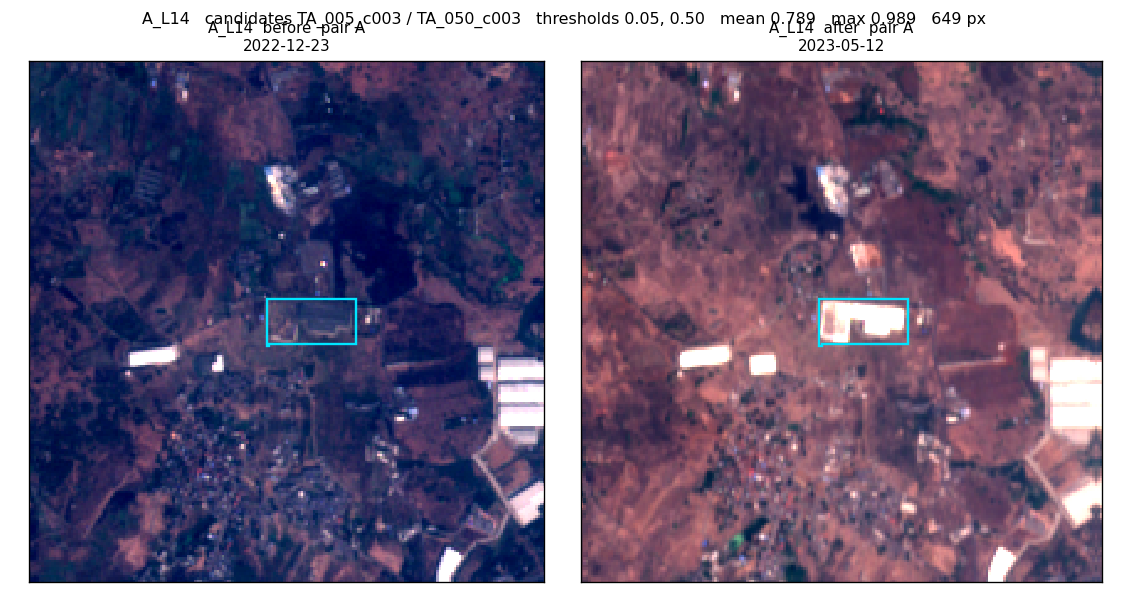 A_L14   candidates TA_005_c003 / TA_050_c003   thresholds 0.05, 0.50   mean 0.789   max 0.989   649 px
A_L14  before  pair A
2022-12-23
A_L14  after  pair A
2023-05-12